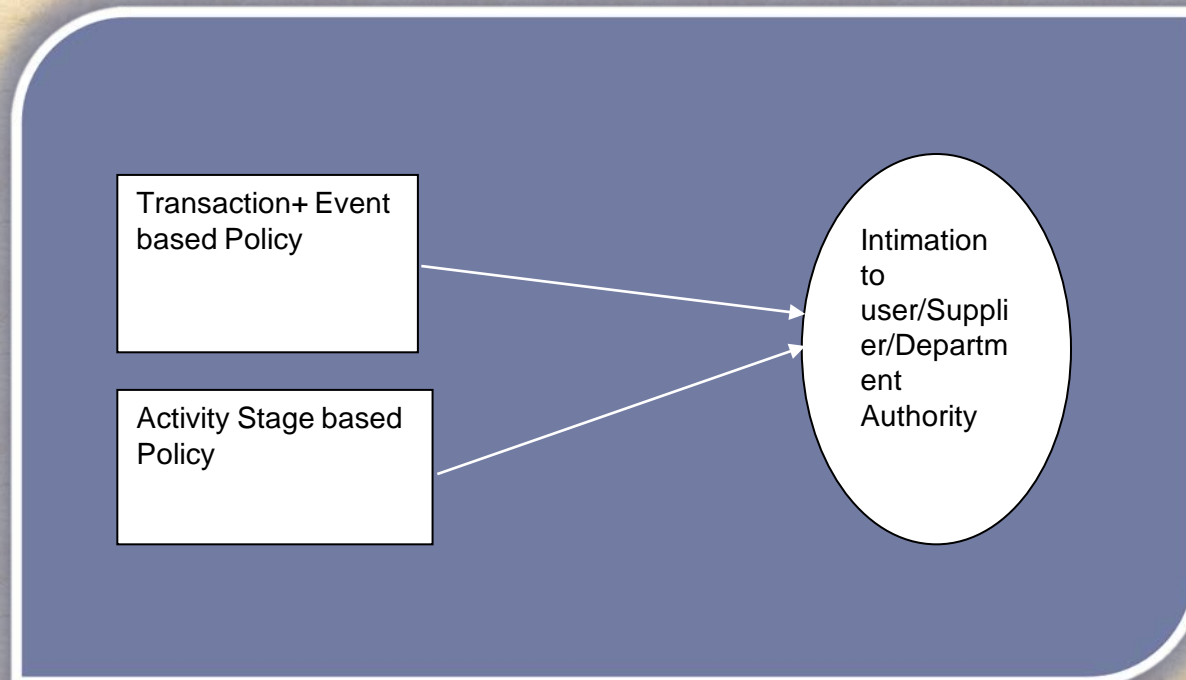 Transaction+ Event
based Policy
Activity Stage based
Policy
Intimation
to
user/Suppli
er/Departm
ent
Authority